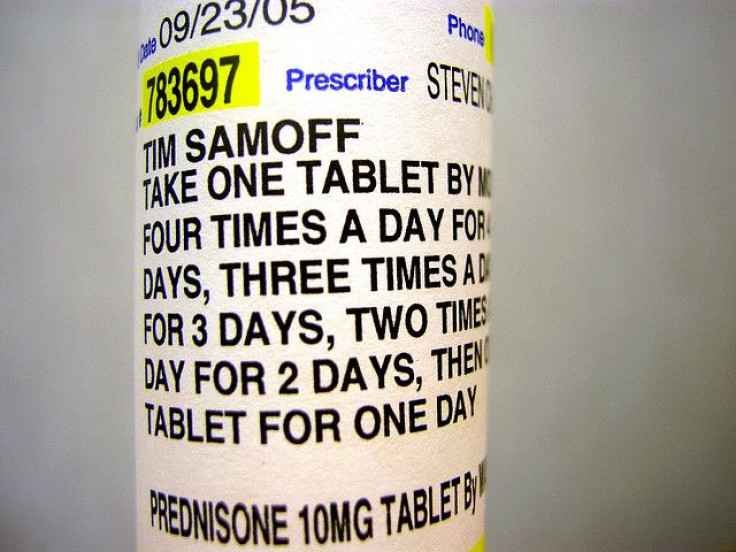 Date 09/23/05 Phone
783697 Prescriber STEVEN
TIM SAMOFF
TAKE ONE TABLET BY
FOUR TIMES A DAY FOR
DAYS, THREE TIMES A
FOR 3 DAYS, TWO TIMES
DAY FOR 2 DAYS, THEN
TABLET FOR ONE DAY
PREDNISONE 10MG TABLET By